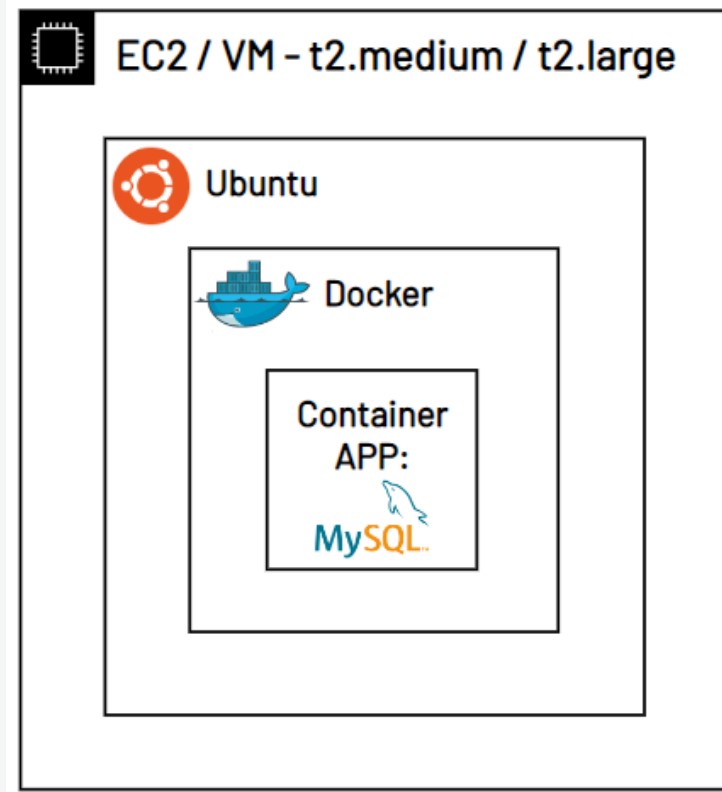 EC2 / VM - t2.medium / t2.large
Ubuntu
Docker
Container
APP:
MySQL